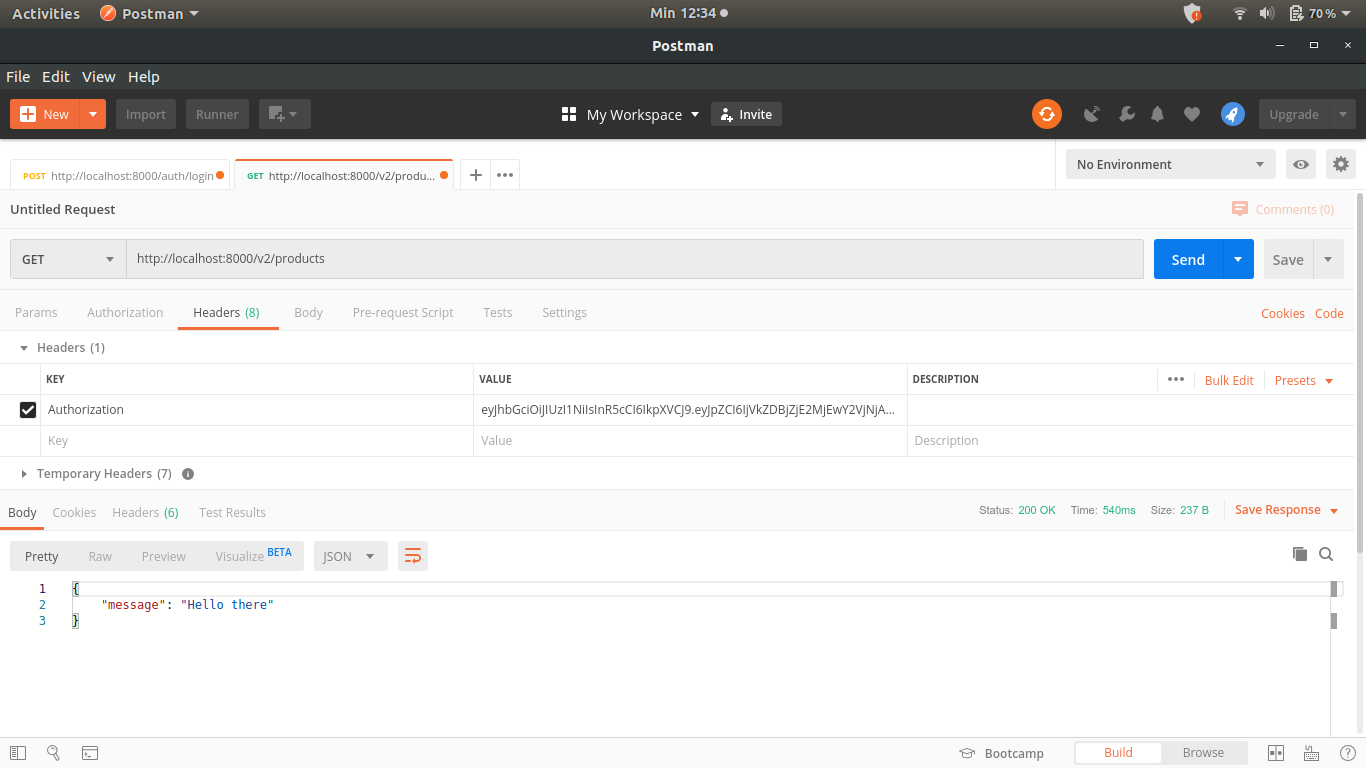 Activities Postman Min 12:34 70 %
Postman
File Edit View Help
New Import Runner My Workspace Invite Upgrade
POST http://localhost:8000/auth/login GET http://localhost:8000/v2/produ... No Environment
Untitled Request Comments (0)
GET http://localhost:8000/v2/products Send Save
Params Authorization Headers (8) Body Pre-request Script Tests Settings Cookies Code
Headers (1)
KEY VALUE DESCRIPTION Bulk Edit Presets
Authorization eyJhbGciOiJIUzI1NiIsInR5cCI6IkpXVCJ9.eyJpZCI6IjVkZDBjZjE2MjEwY2VjNjA...
Key Value Description
Temporary Headers (7)
Body Cookies Headers (6) Test Results Status: 200 OK Time: 540ms Size: 237 B Save Response
Pretty Raw Preview Visualize BETA JSON
1 {
2 "message": "Hello there"
3 }
Bootcamp Build Browse